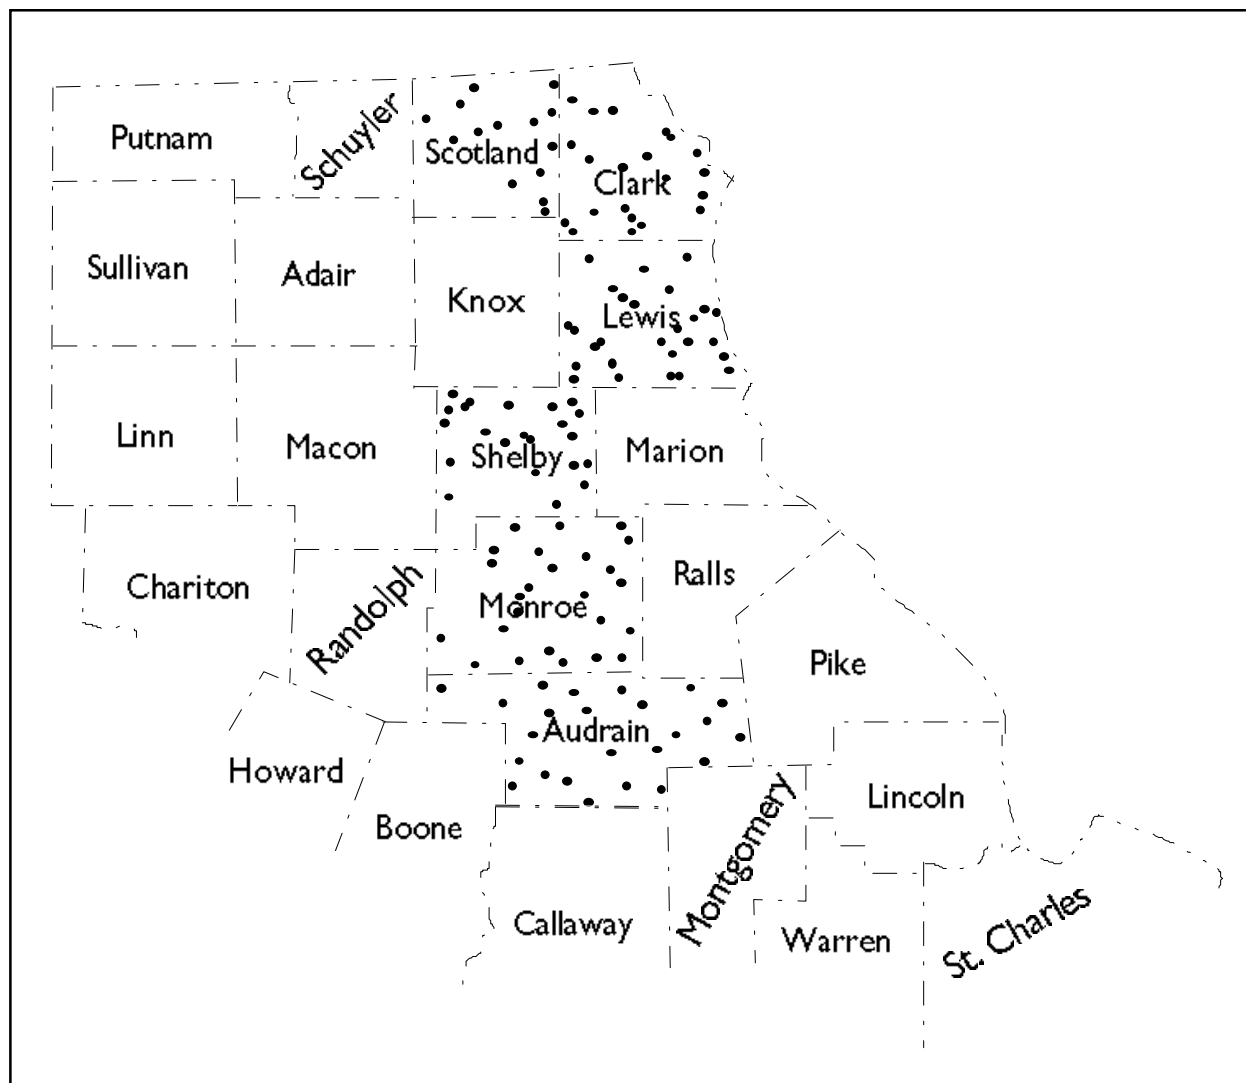 Putnam
Schuyler
Scotland
Clark
Sullivan
Adair
Knox
Lewis
Linn
Macon
Shelby
Marion
Chariton
Randolph
Monroe
Ralls
Pike
Howard
Boone
Audrain
Lincoln
Callaway
Montgomery
Warren
St. Charles